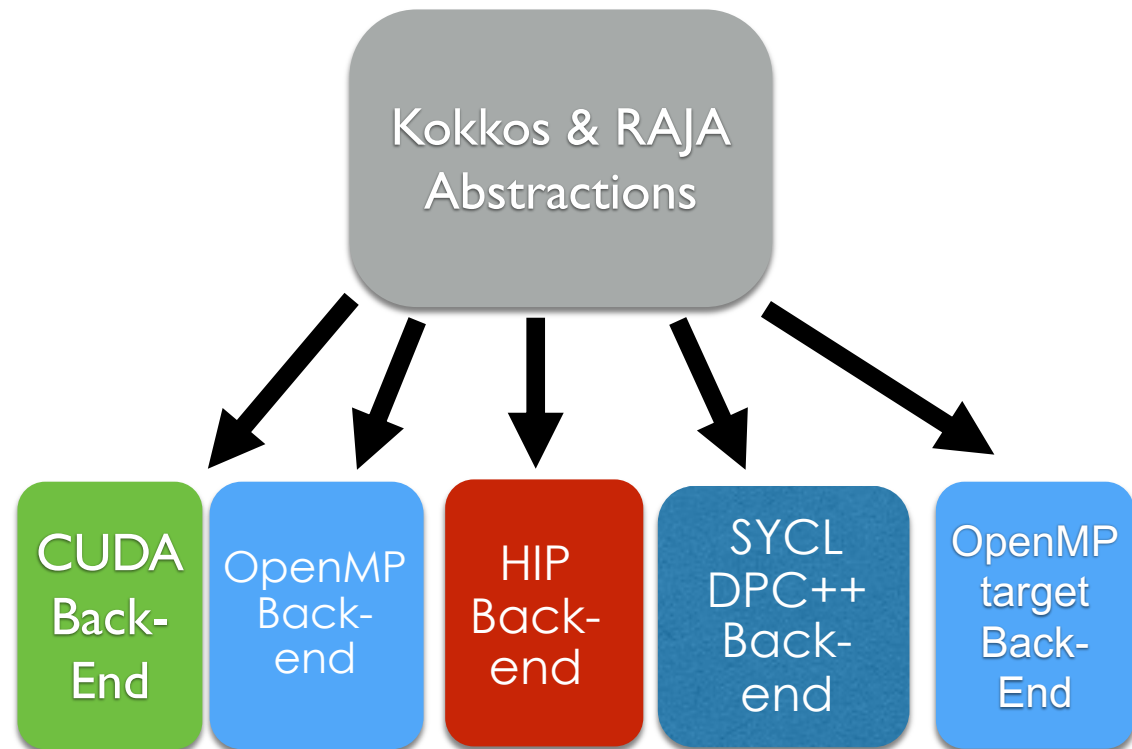 Kokkos & RAJA
Abstractions
CUDA
Back-
End
OpenMP
Back-
end
HIP
Back-
end
SYCL
DPC++
Back-
end
OpenMP
target
Back-
End